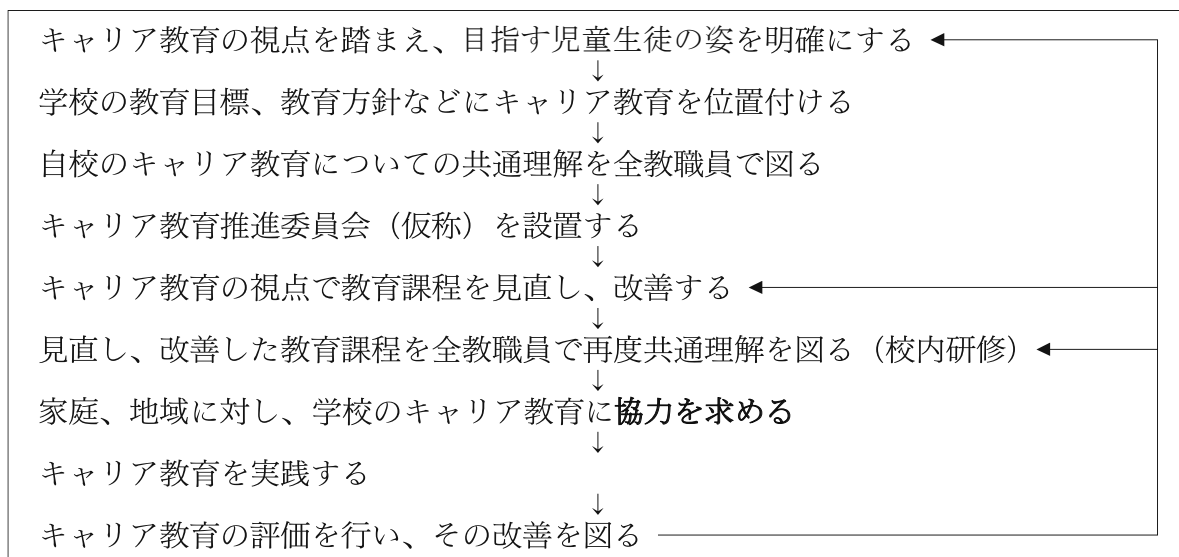 キャリア教育の視点を踏まえ、目指す児童生徒の姿を明確にする
学校の教育目標、教育方針などにキャリア教育を位置付ける
自校のキャリア教育についての共通理解を全教職員で図る
キャリア教育推進委員会（仮称）を設置する
キャリア教育の視点で教育課程を見直し、改善する
見直し、改善した教育課程を全教職員で再度共通理解を図る（校内研修）
家庭、地域に対し、学校のキャリア教育に協力を求める
キャリア教育を実践する
キャリア教育の評価を行い、その改善を図る